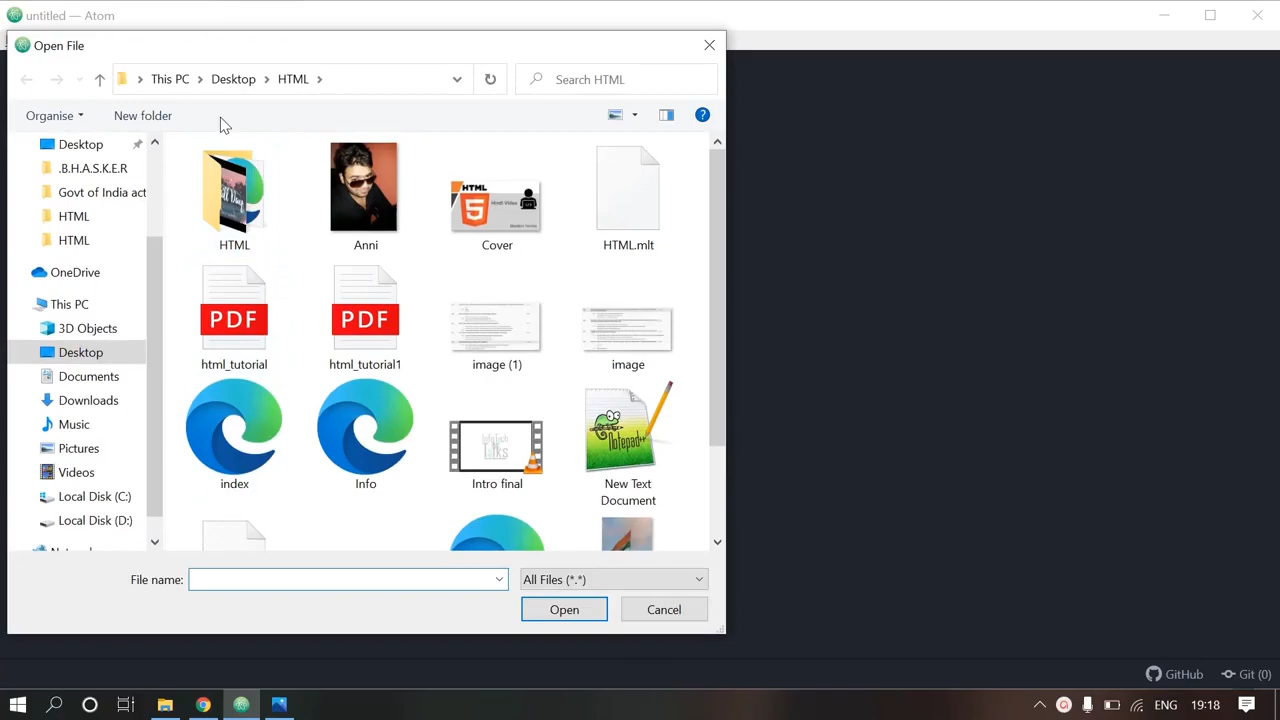 untitled — Atom
Open File
This PC
Desktop
HTML
Search HTML
Organise
New folder
Desktop
.B.H.A.S.K.E.R
Govt of India act
HTML
HTML
OneDrive
This PC
3D Objects
Desktop
Documents
Downloads
Music
Pictures
Videos
Local Disk (C:)
Local Disk (D:)
HTML
Anni
HTML
5
Cover
HTML.mlt
PDF
html_tutorial
PDF
html_tutorial1
image (1)
image
index
Info
Intro final
Notepad++
New Text
Document
File name:
All Files (*.*)
Open
Cancel
GitHub
Git (0)
ENG
19:18